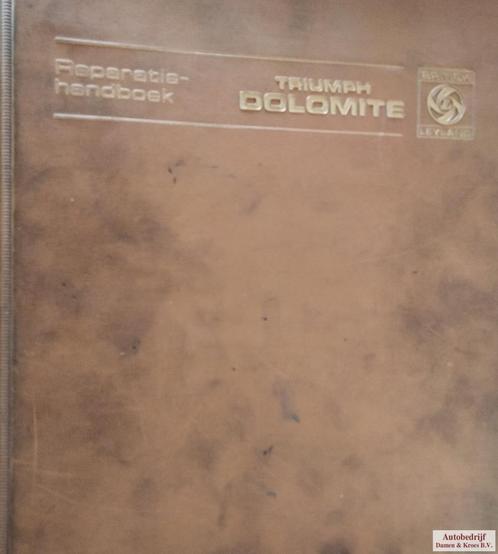 Reparatie-
handboek
TRIUMPH
DOLOMITE
BRITISH
LEYLAND
Autobedrijf
Damen & Kroes B.V.